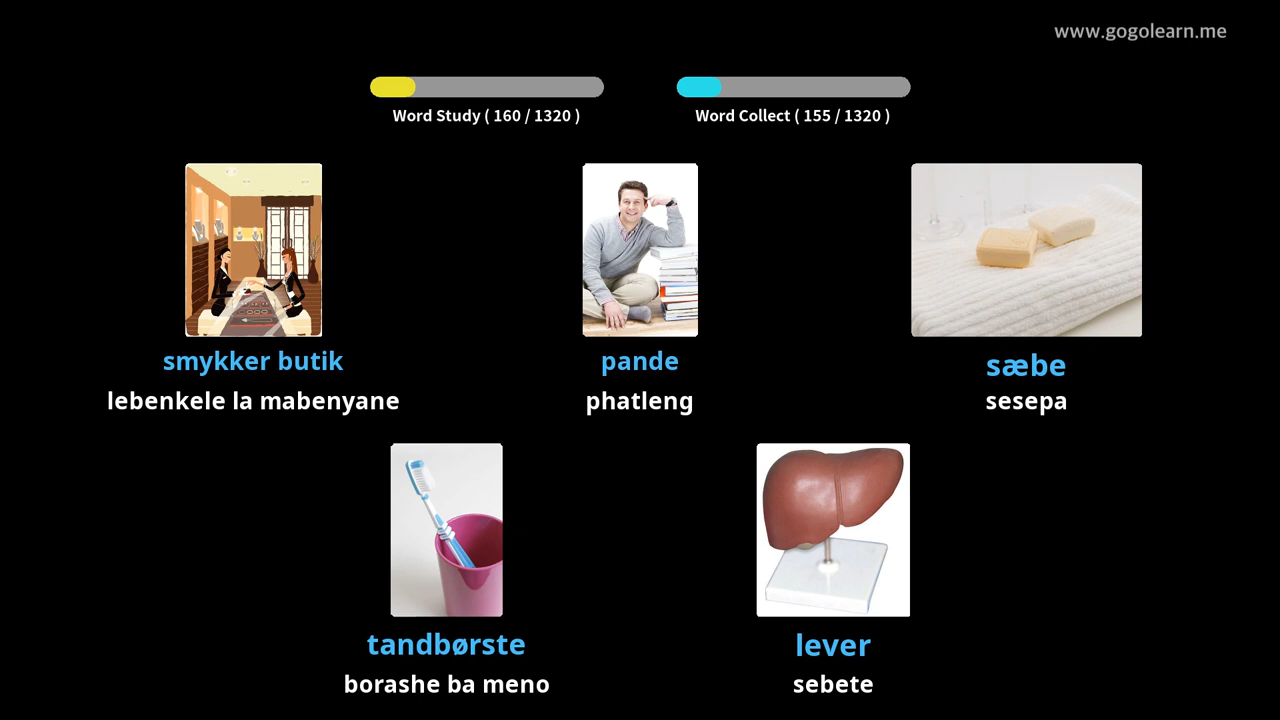 www.gogolearn.me
Word Study ( 160 / 1320 )
Word Collect ( 155 / 1320 )
smykker butik
lebenkele la mabenyane
pande
phatleng
sæbe
sesepa
tandbørste
borashe ba meno
lever
sebete